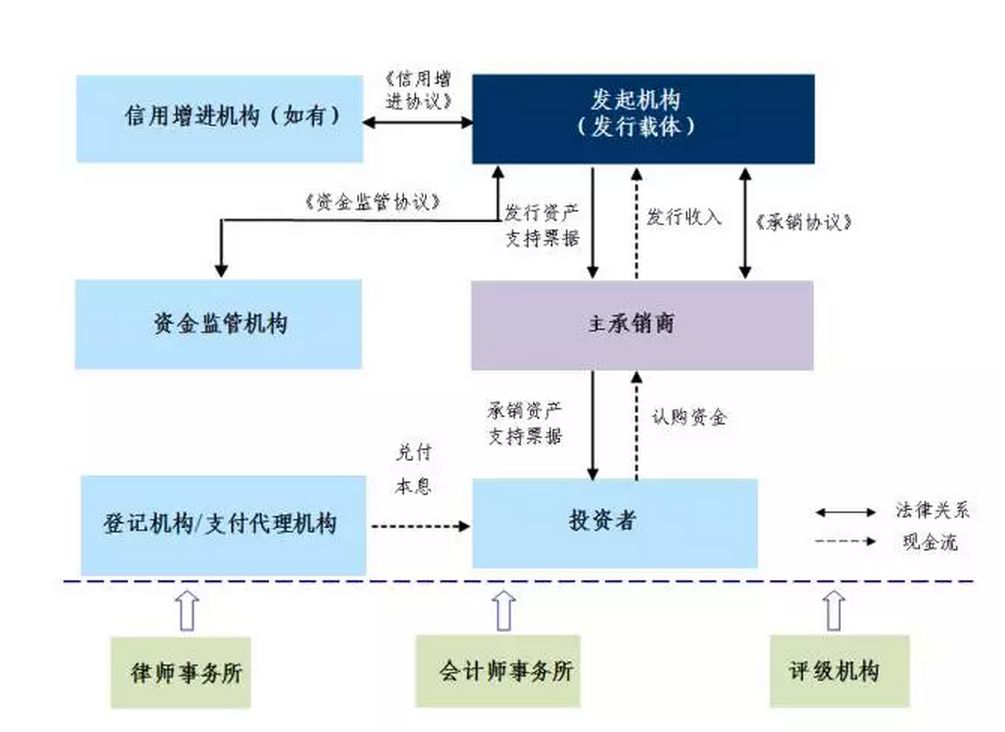 信用增进机构（如有）
《信用增
进协议》
发起机构
（发行载体）
《资金监管协议》
发行资产
支持票据
发行收入
《承销协议》
资金监管机构
主承销商
承销资产
支持票据
认购资金
兑付
本息
登记机构/支付代理机构
投资者
法律关系
现金流
律师事务所
会计师事务所
评级机构